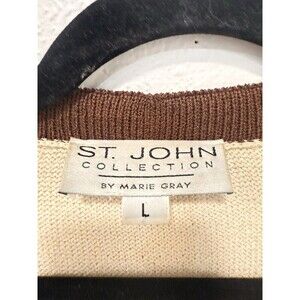 ST. JOHN
COLLECTION
BY MARIE GRAY
L